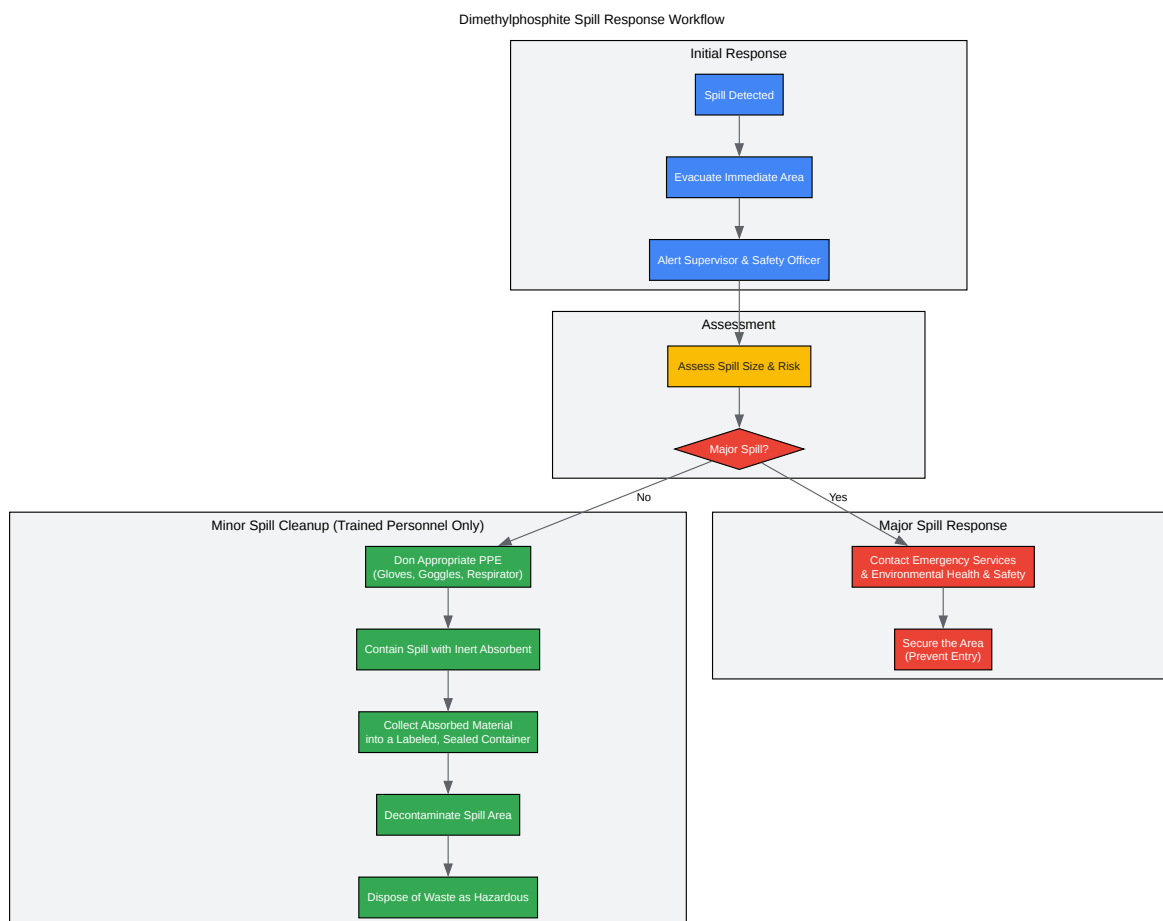 Dimethylphosphite Spill Response Workflow
Initial Response
Spill Detected
Evacuate Immediate Area
Alert Supervisor & Safety Officer
Assessment
Assess Spill Size & Risk
Major Spill?
No
Yes
Minor Spill Cleanup (Trained Personnel Only)
Don Appropriate PPE
(Gloves, Goggles, Respirator)
Contain Spill with Inert Absorbent
Collect Absorbed Material
into a Labeled, Sealed Container
Decontaminate Spill Area
Dispose of Waste as Hazardous
Major Spill Response
Contact Emergency Services
& Environmental Health & Safety
Secure the Area
(Prevent Entry)